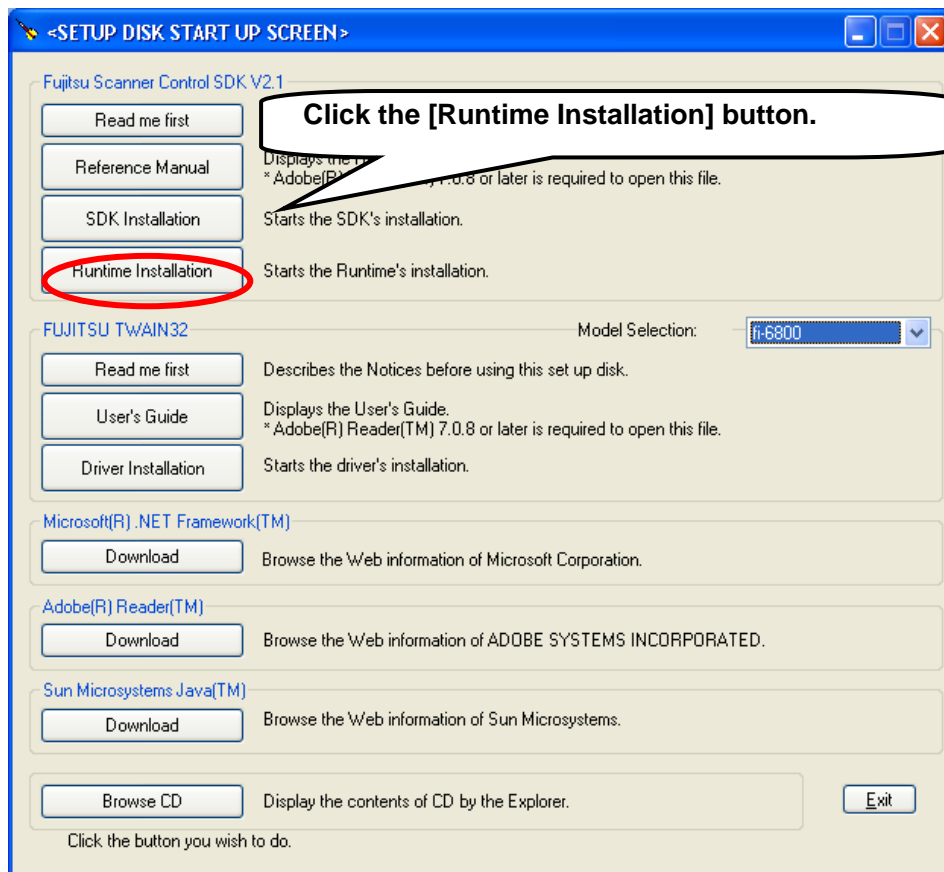 <SETUP DISK START UP SCREEN>
Fujitsu Scanner Control SDK V2.1
Click the [Runtime Installation] button.
Read me first
Reference Manual
Displays the
* Adobe(R) 7.0.8 or later is required to open this file.
SDK Installation Starts the SDK's installation.
Runtime Installation Starts the Runtime's installation.
FUJITSU TWAIN32 Model Selection: fi-6800
Read me first Describes the Notices before using this set up disk.
User's Guide Displays the User's Guide.
* Adobe(R) Reader(TM) 7.0.8 or later is required to open this file.
Driver Installation Starts the driver's installation.
Microsoft(R) .NET Framework(TM)
Download Browse the Web information of Microsoft Corporation.
Adobe(R) Reader(TM)
Download Browse the Web information of ADOBE SYSTEMS INCORPORATED.
Sun Microsystems Java(TM)
Download Browse the Web information of Sun Microsystems.
Browse CD Display the contents of CD by the Explorer. Exit
Click the button you wish to do.